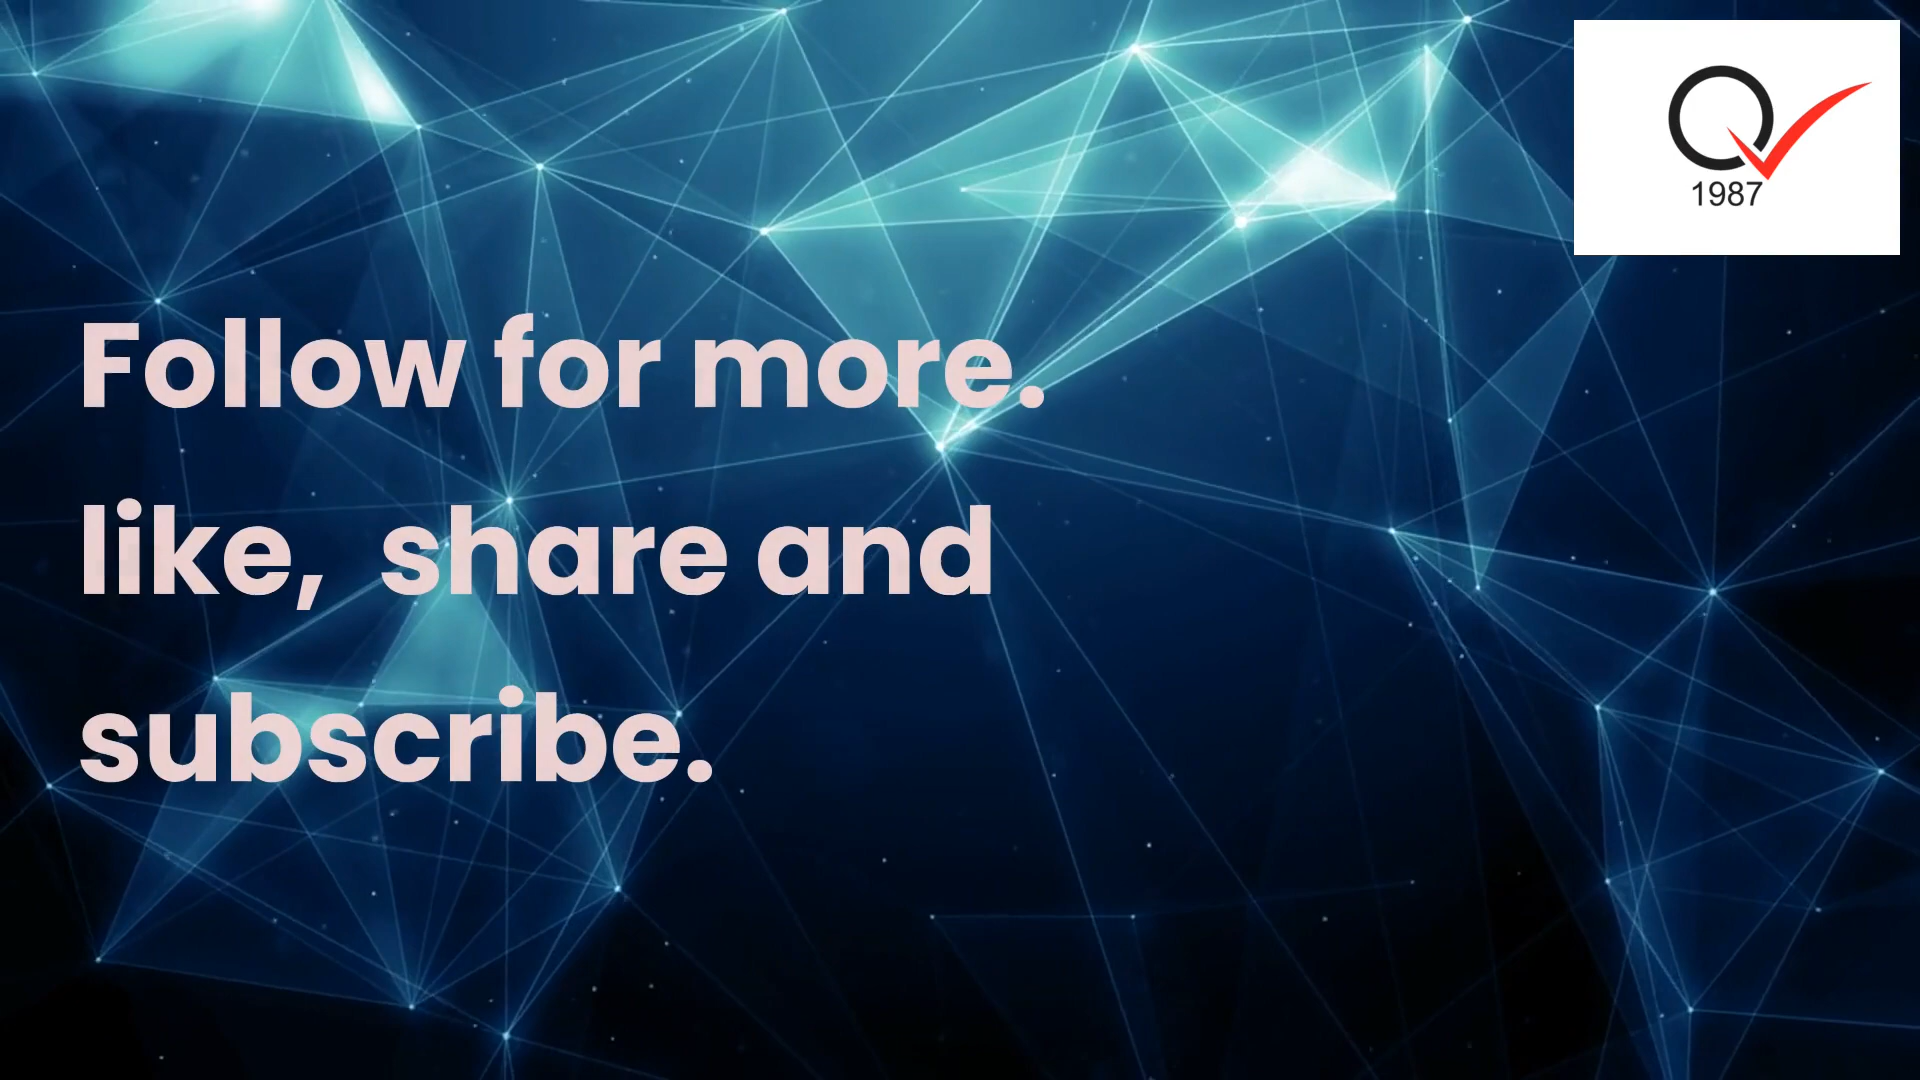 Q
1987
Follow for more.
like,  share and
subscribe.